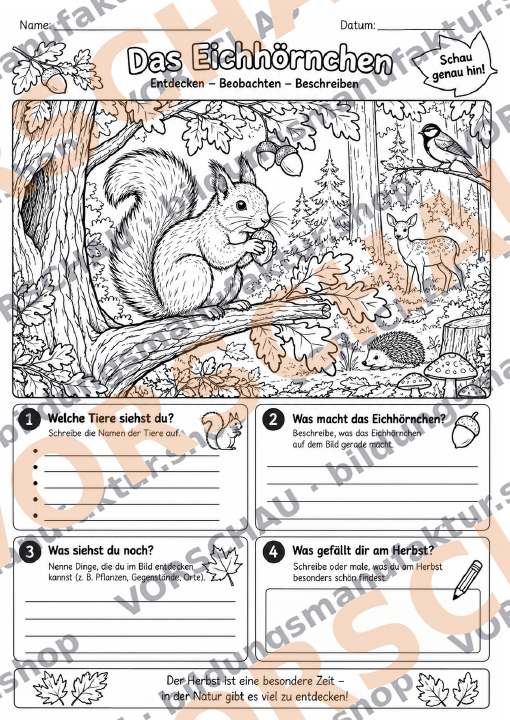 Name:
Datum:
Das Eichhörnchen
Entdecken – Beobachten – Beschreiben
Schau
genau hin!
1 Welche Tiere siehst du?
Schreibe die Namen der Tiere auf.
2 Was macht das Eichhörnchen?
Beschreibe, was das Eichhörnchen
auf dem Bild gerade macht.
3 Was siehst du noch?
Nenne Dinge, die du im Bild entdecken
kannst (z. B. Pflanzen, Gegenstände, Orte).
4 Was gefällt dir am Herbst?
Schreibe oder male, was du am Herbst
besonders schön findest.
Der Herbst ist eine besondere Zeit –
in der Natur gibt es viel zu entdecken!
VORSCHAU · bildungsmanufaktur.shop
VORSCHAU